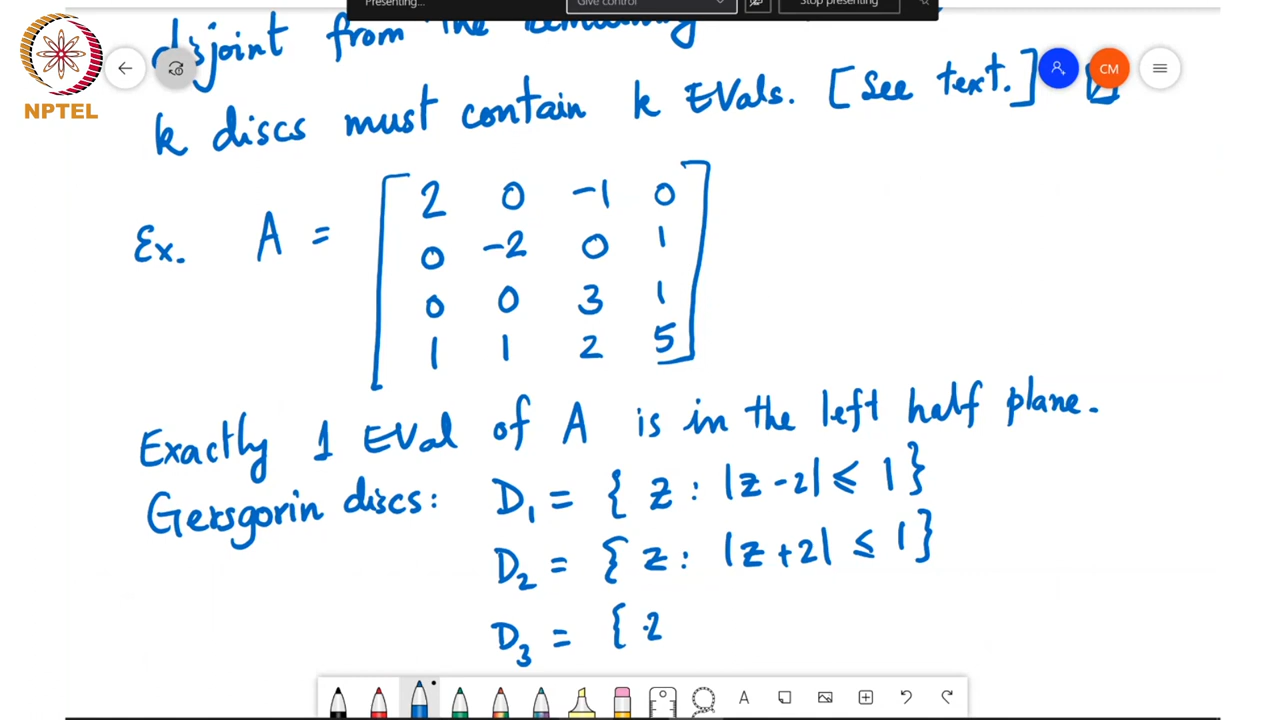 Presenting... Give control Stop presenting
disjoint from the remaining
NPTEL
CM
k discs must contain k EVals. [See text.]
Ex. A = [ 2 0 -1 0
0 -2 0 1
0 0 3 1
1 1 2 5 ]
Exactly 1 EVal of A is in the left half plane.
Gersgorin discs: D₁ = { z : |z - 2| ≤ 1 }
D₂ = { z : |z + 2| ≤ 1 }
D₃ = {
A